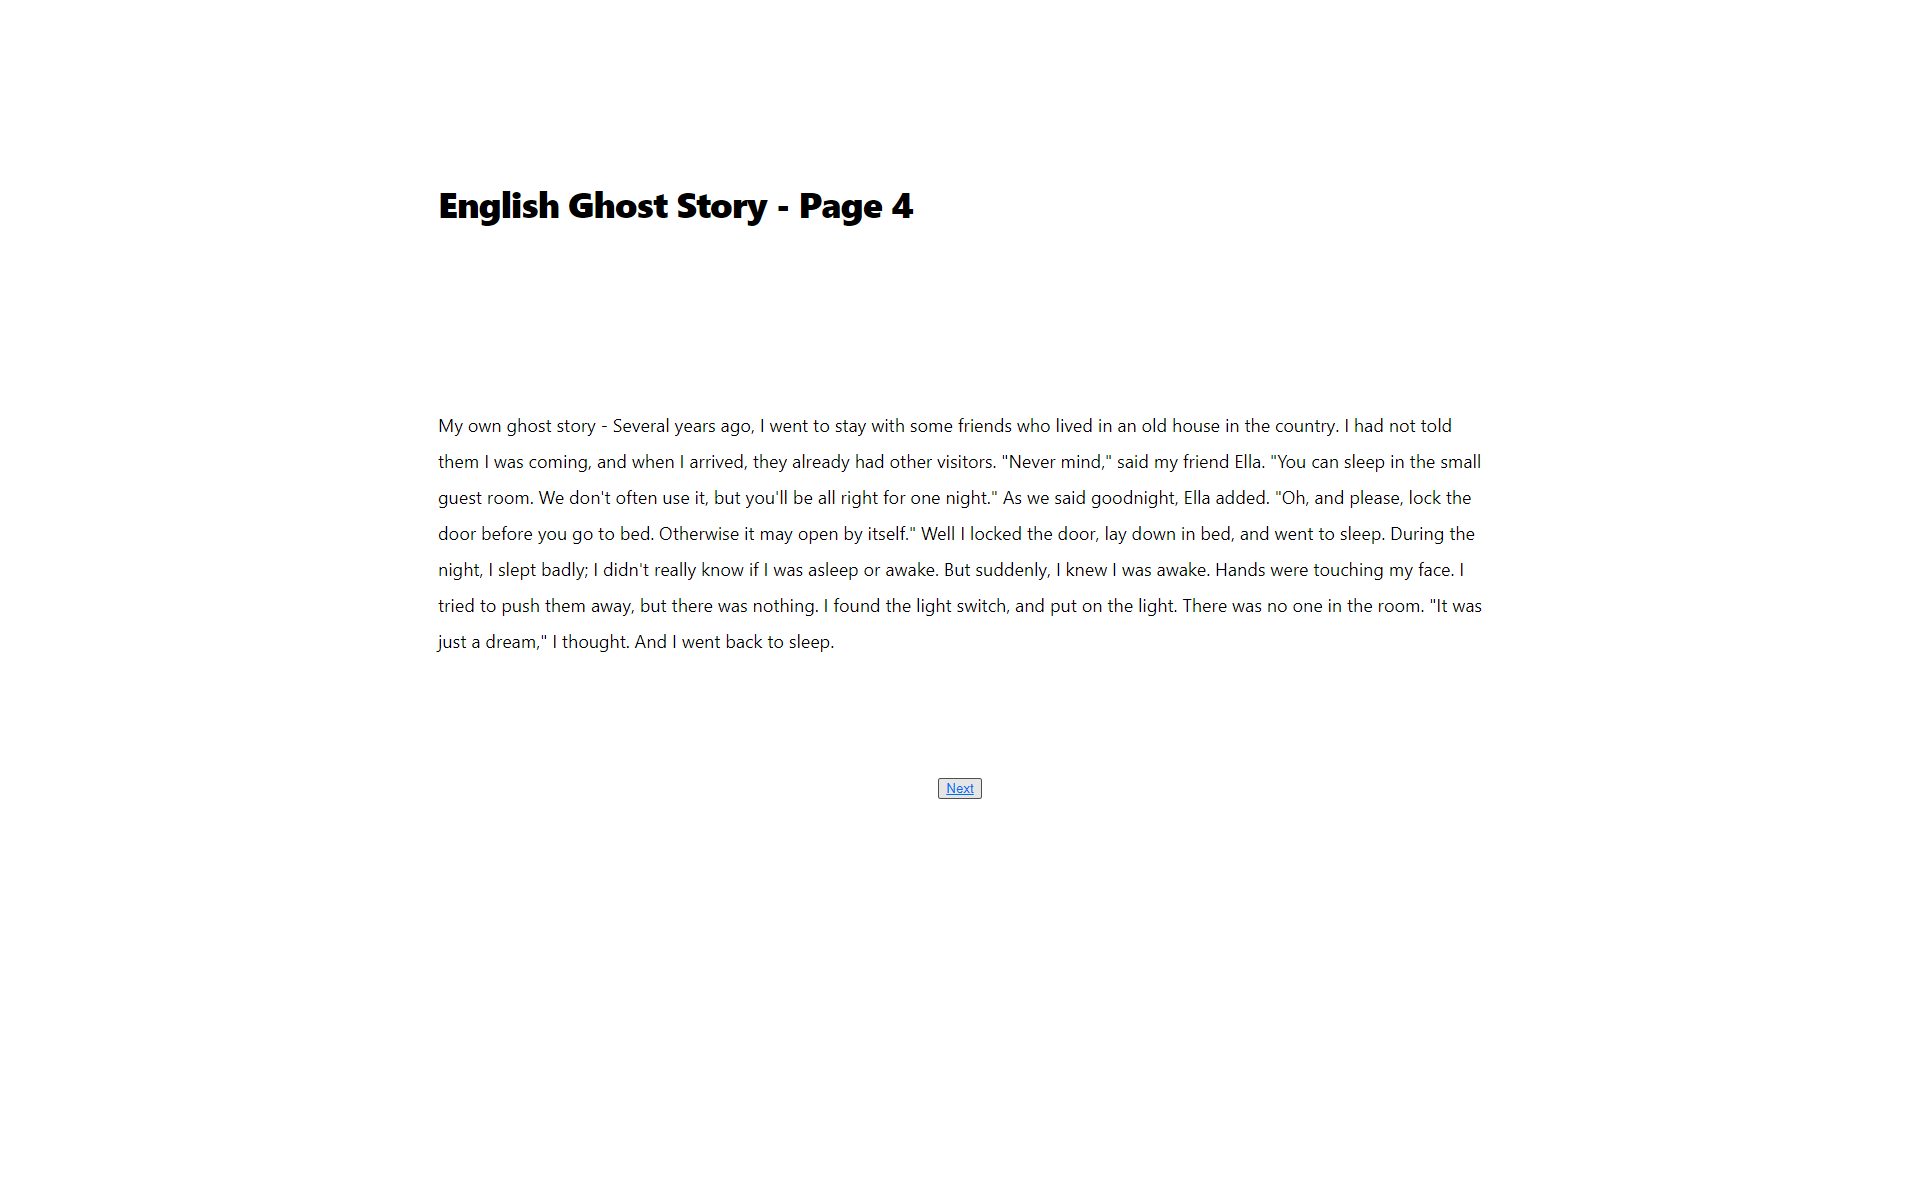 English Ghost Story - Page 4
My own ghost story - Several years ago, I went to stay with some friends who lived in an old house in the country. I had not told
them I was coming, and when I arrived, they already had other visitors. "Never mind," said my friend Ella. "You can sleep in the small
guest room. We don't often use it, but you'll be all right for one night." As we said goodnight, Ella added. "Oh, and please, lock the
door before you go to bed. Otherwise it may open by itself." Well I locked the door, lay down in bed, and went to sleep. During the
night, I slept badly; I didn't really know if I was asleep or awake. But suddenly, I knew I was awake. Hands were touching my face. I
tried to push them away, but there was nothing. I found the light switch, and put on the light. There was no one in the room. "It was
just a dream," I thought. And I went back to sleep.
Next